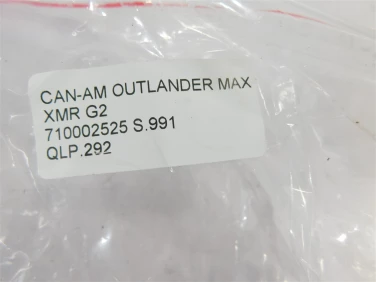 CAN-AM OUTLANDER MAX
XMR G2
710002525 S.991
QLP.292